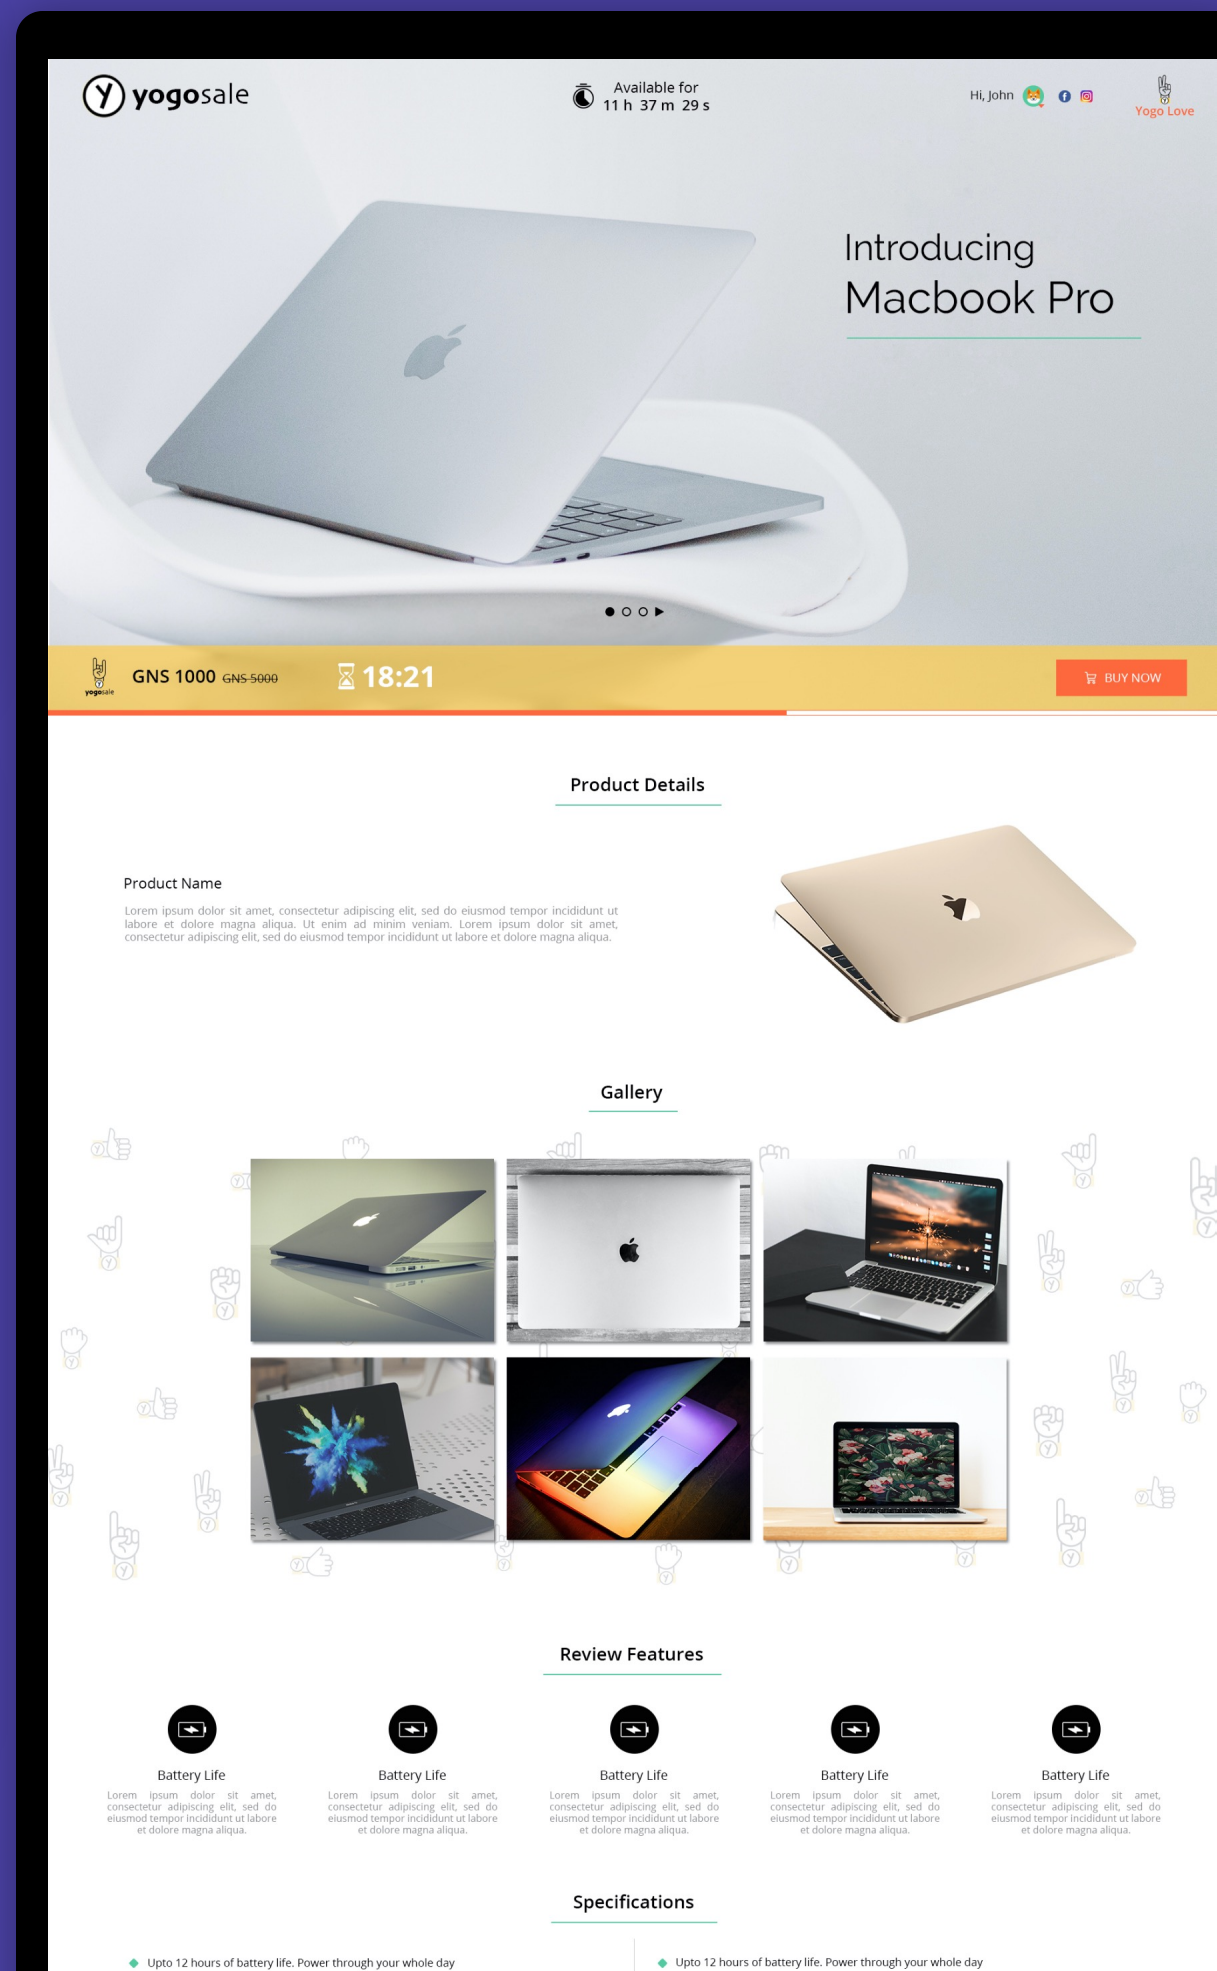 yogosale
Available for
11 h 37 m 29 s
Hi, John
Yogo Love
Introducing
Macbook Pro
yogosale
GNS 1000 GNS 5000
18:21
BUY NOW
Product Details
Product Name
Lorem ipsum dolor sit amet, consectetur adipiscing elit, sed do eiusmod tempor incididunt ut
labore et dolore magna aliqua. Ut enim ad minim veniam. Lorem ipsum dolor sit amet,
consectetur adipiscing elit, sed do eiusmod tempor incididunt ut labore et dolore magna aliqua.
Gallery
Review Features
Battery Life
Lorem ipsum dolor sit amet,
consectetur adipiscing elit, sed do
eiusmod tempor incididunt ut labore
et dolore magna aliqua.
Battery Life
Lorem ipsum dolor sit amet,
consectetur adipiscing elit, sed do
eiusmod tempor incididunt ut labore
et dolore magna aliqua.
Battery Life
Lorem ipsum dolor sit amet,
consectetur adipiscing elit, sed do
eiusmod tempor incididunt ut labore
et dolore magna aliqua.
Battery Life
Lorem ipsum dolor sit amet,
consectetur adipiscing elit, sed do
eiusmod tempor incididunt ut labore
et dolore magna aliqua.
Battery Life
Lorem ipsum dolor sit amet,
consectetur adipiscing elit, sed do
eiusmod tempor incididunt ut labore
et dolore magna aliqua.
Specifications
Upto 12 hours of battery life. Power through your whole day
Upto 12 hours of battery life. Power through your whole day